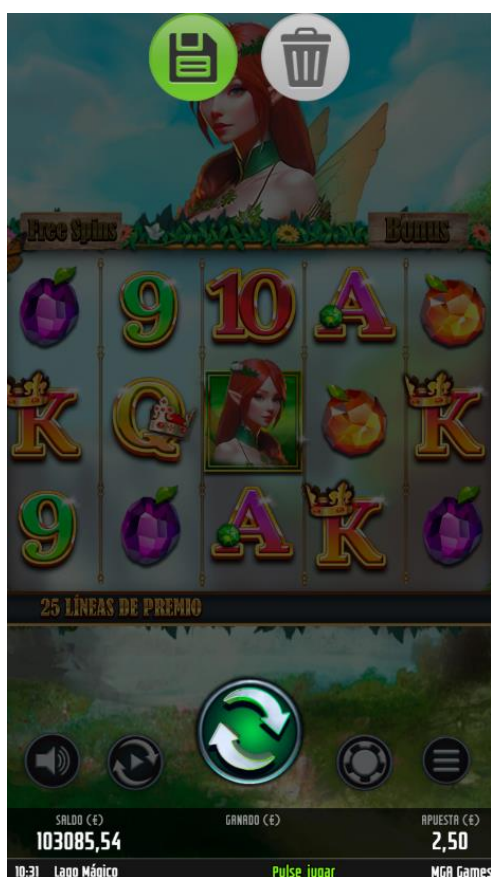 Free Spins Bonus
9 10 A
K Q K
9 A K
25 LÍNEAS DE PREMIO
SALDO (€) GANADO (€) APUESTA (€)
103085,54 2,50
10:31 Lago Mágico Pulse jugar MGA Games